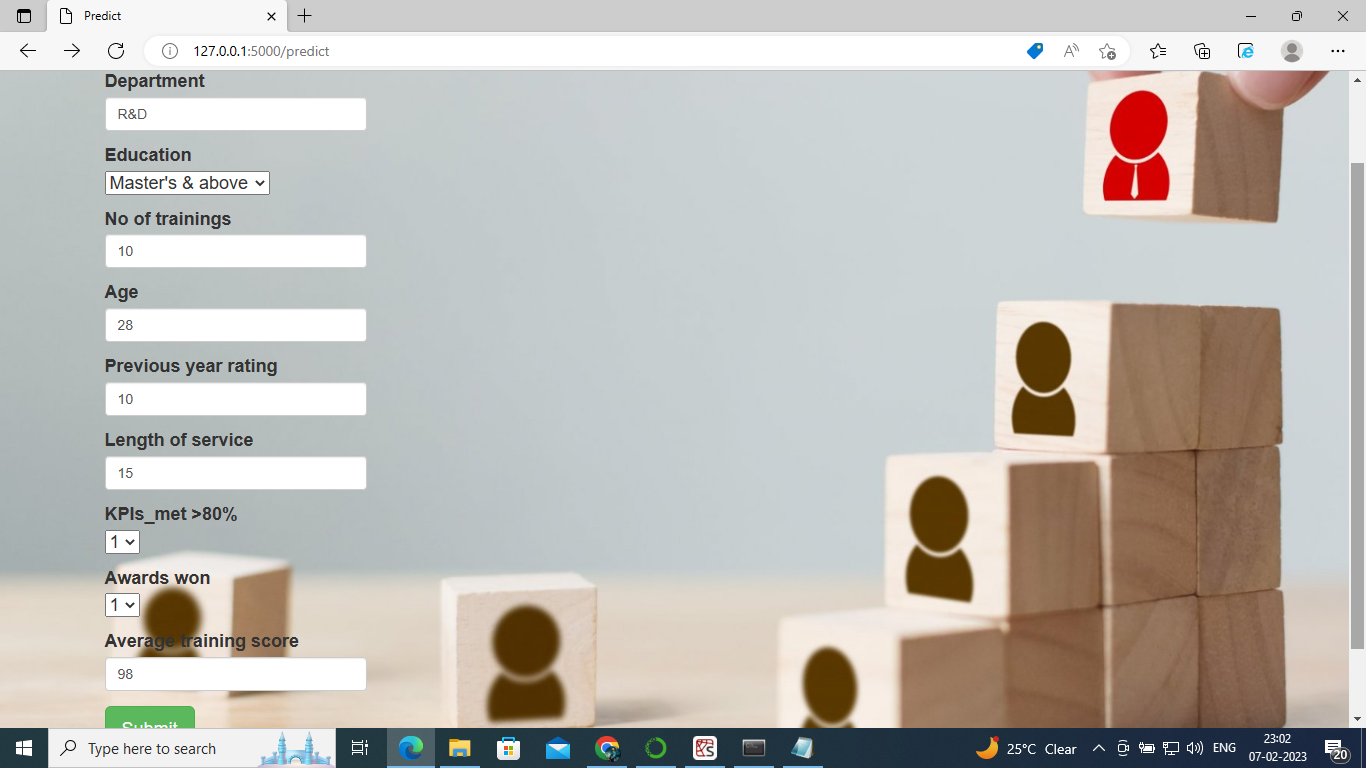 Predict
127.0.0.1:5000/predict
Department
R&D
Education
Master's & above
No of trainings
10
Age
28
Previous year rating
10
Length of service
15
KPIs_met >80%
1
Awards won
1
Average training score
98
Submit
Type here to search
25°C Clear
ENG
23:02
07-02-2023
20